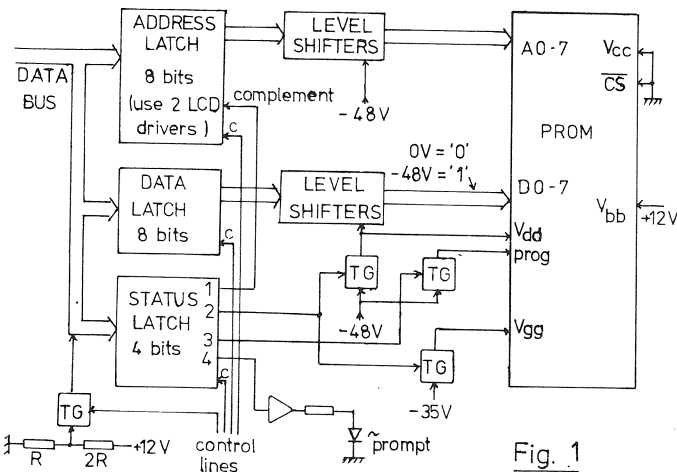 ADDRESS
LATCH
8 bits
(use 2 LCD
drivers )
LEVEL
SHIFTERS
-48V
A0-7
Vcc
CS
PROM
D0-7
Vbb
+12V
Vdd
prog
Vgg
DATA
BUS
complement
c
0V = '0'
-48V = '1'
DATA
LATCH
8 bits
c
LEVEL
SHIFTERS
TG
TG
-48V
STATUS
LATCH
4 bits
1
2
3
4
c
TG
-35V
TG
+12V
R
2R
control
lines
~prompt
Fig. 1